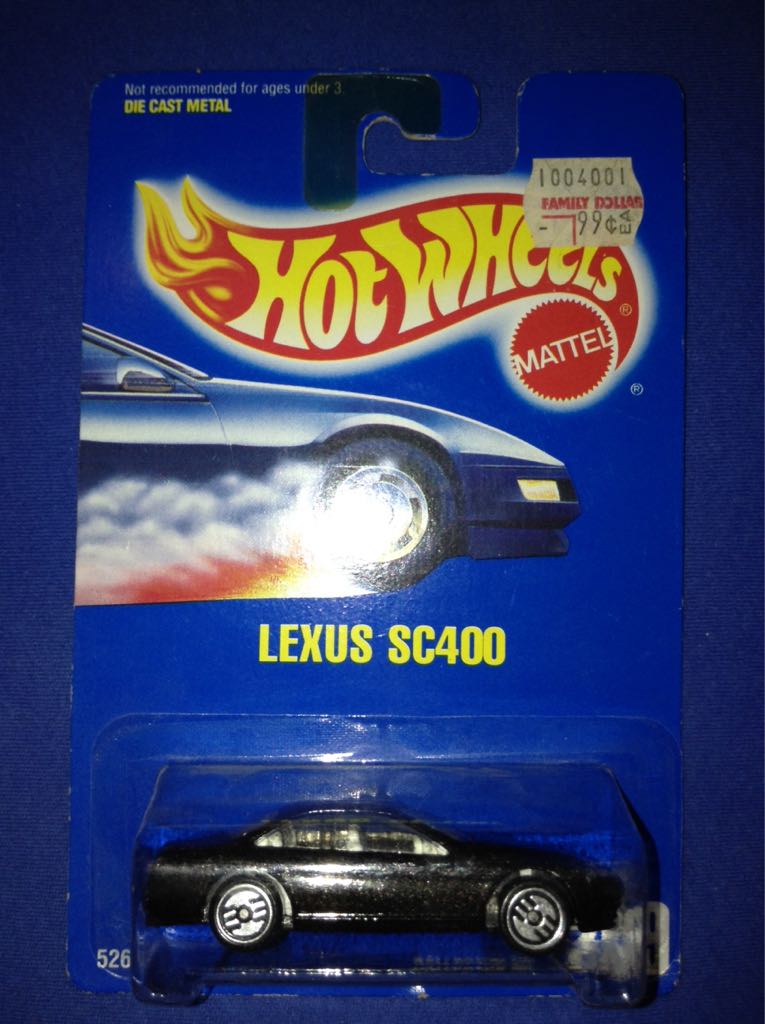 Not recommended for ages under 3.
DIE CAST METAL
1004001
FAMILY DOLLAR
99¢
EA
HOT WHEELS®
MATTEL
®
LEXUS SC400
526